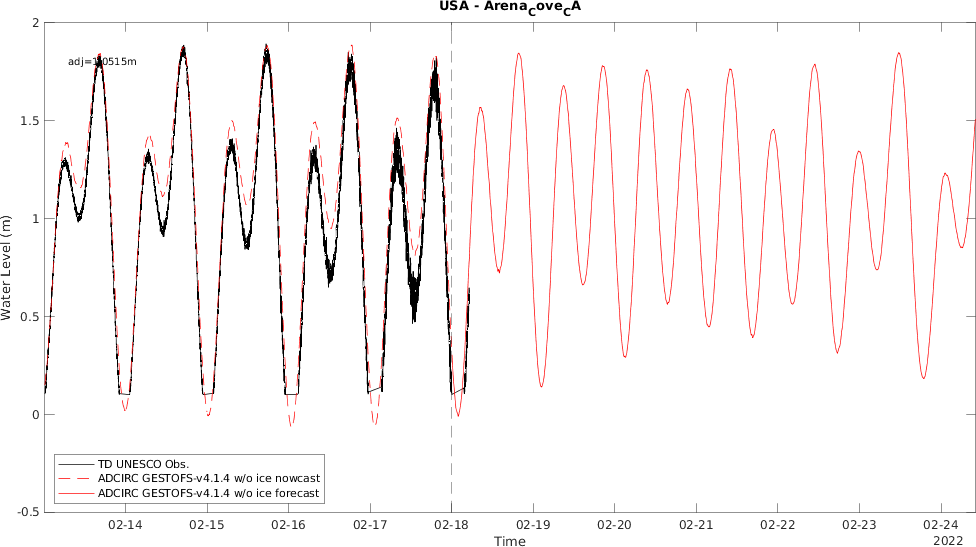 USA - ArenaCoveCA
adj=1.0515m
2
1.5
1
0.5
0
-0.5
Water Level (m)
TD UNESCO Obs.
ADCIRC GESTOFS-v4.1.4 w/o ice nowcast
ADCIRC GESTOFS-v4.1.4 w/o ice forecast
02-14 02-15 02-16 02-17 02-18 02-19 02-20 02-21 02-22 02-23 02-24
Time
2022